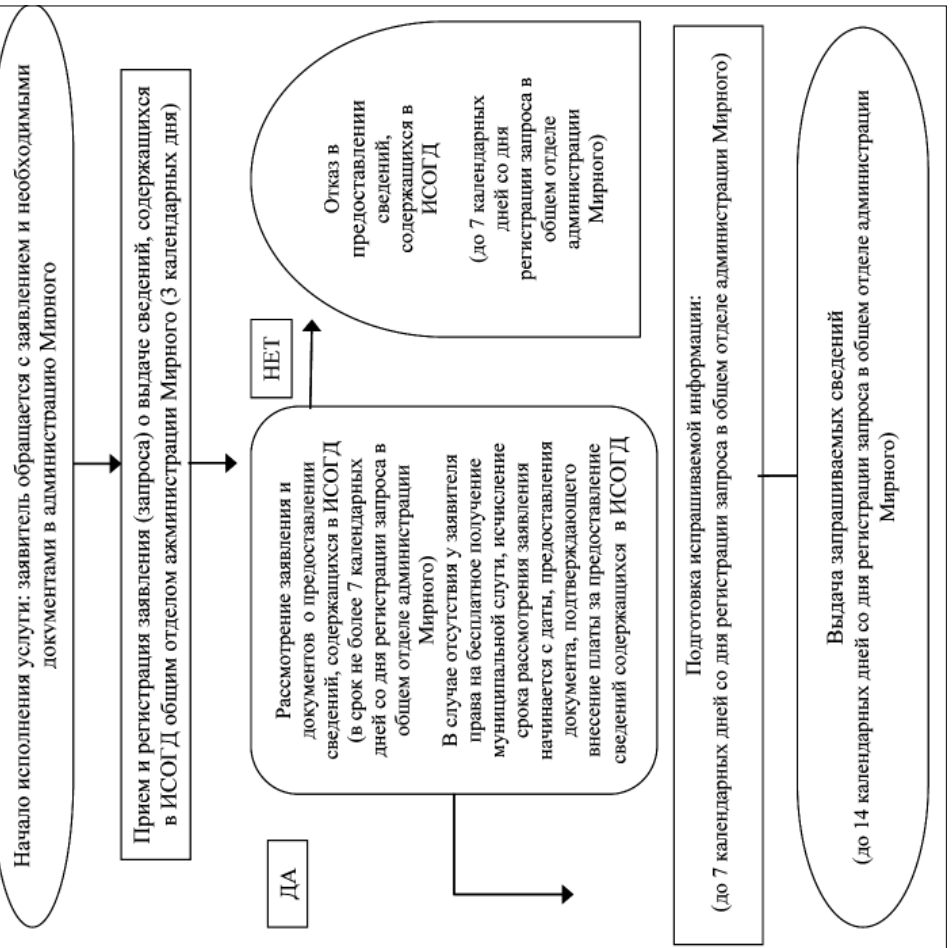 Начало исполнения услуги: заявитель обращается с заявлением и необходимыми
документами в администрацию Мирного
Прием и регистрация заявления (запроса) о выдаче сведений, содержащихся
в ИСОГД общим отделом ажминистрации Мирного (3 календарных дня)
ДА
Рассмотрение заявления и
документов о предоставлении
сведений, содержащихся в ИСОГД
(в срок не более 7 календарных
дней со дня регистрации запроса в
общем отделе администрации
Мирного)
В случае отсутствия у заявителя
права на бесплатное получение
муниципальной слуги, исчисление
срока рассмотрения заявления
начинается с даты, предоставления
документа, подтверждающего
внесение платы за предоставление
сведений содержащихся в ИСОГД
НЕТ
Отказ в
предоставлении
сведений,
содержащихся в
ИСОГД
(до 7 календарных
дней со дня
регистрации запроса в
общем отделе
администрации
Мирного)
Подготовка испрашиваемой информации:
(до 7 календарных дней со дня регистрации запроса в общем отделе администрации Мирного)
Выдача запрашиваемых сведений
(до 14 календарных дней со дня регистрации запроса в общем отделе администрации
Мирного)